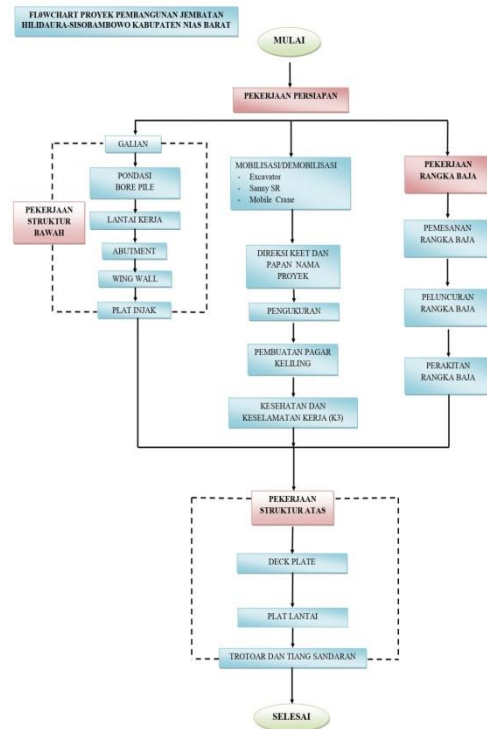 FLOWCHART PROYEK PEMBANGUNAN JEMBATAN
HILIDAURA-SISOBAMBOWO KABUPATEN NIAS BARAT
MULAI
PEKERJAAN PERSIAPAN
GALIAN
PONDASI
BORE PILE
LANTAI KERJA
ABUTMENT
WING WALL
PLAT INJAK
PEKERJAAN
STRUKTUR
BAWAH
MOBILISASI/DEMOBILISASI
- Excavator
- Sanny SR
- Mobile Crane
DIREKSI KEET DAN
PAPAN NAMA
PROYEK
PENGUKURAN
PEMBUATAN PAGAR
KELILING
KESEHATAN DAN
KESELAMATAN KERJA (K3)
PEKERJAAN
RANGKA BAJA
PEMESANAN
RANGKA BAJA
PELUNCURAN
RANGKA BAJA
PERAKITAN
RANGKA BAJA
PEKERJAAN
STRUKTUR ATAS
DECK PLATE
PLAT LANTAI
TROTOAR DAN TIANG SANDARAN
SELESAI